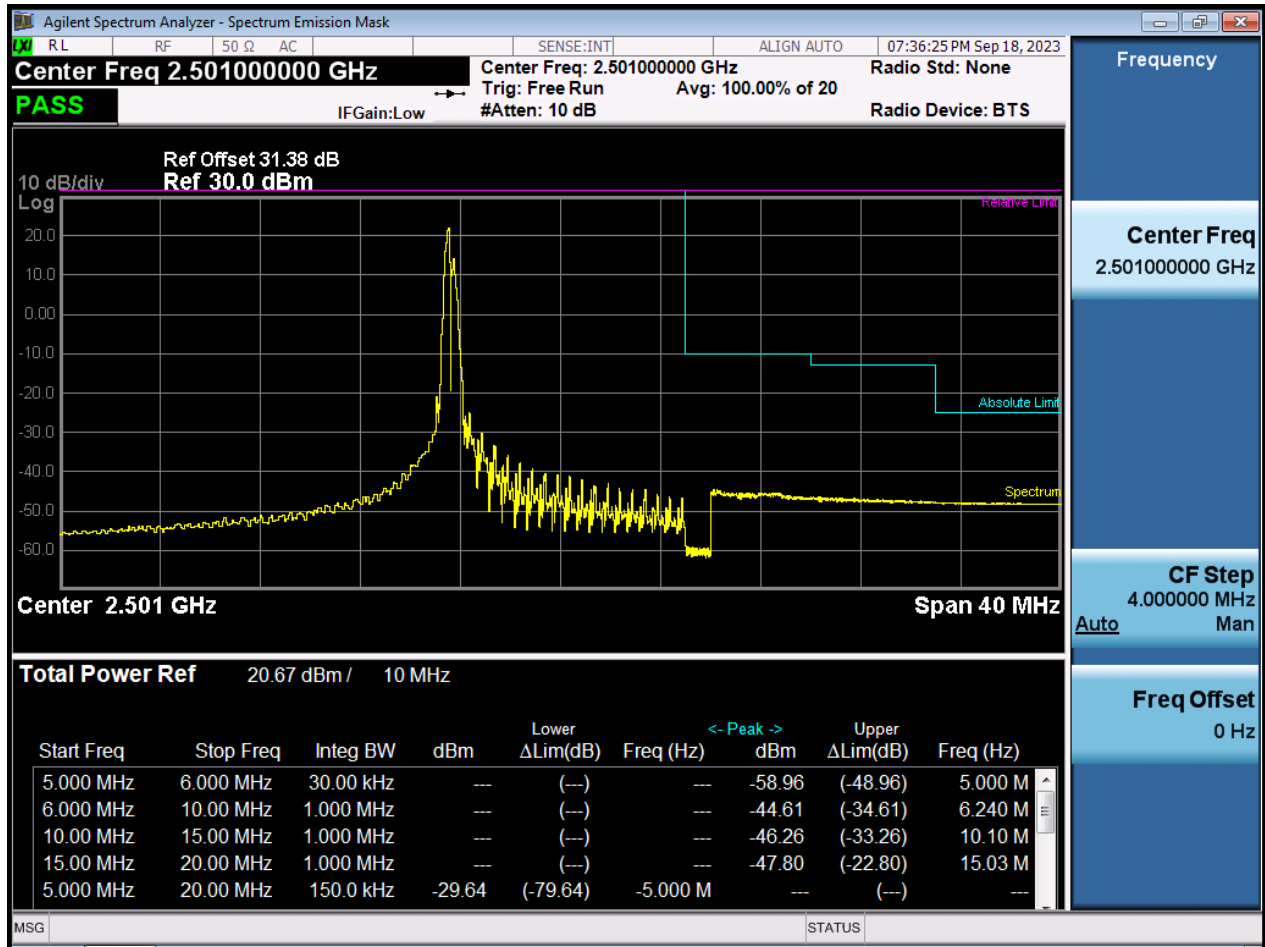 Agilent Spectrum Analyzer - Spectrum Emission Mask
LXI RL RF 50 Ω AC SENSE:INT ALIGN AUTO 07:36:25 PM Sep 18, 2023
Center Freq 2.501000000 GHz
Center Freq: 2.501000000 GHz
Radio Std: None
Trig: Free Run Avg: 100.00% of 20
PASS
IFGain:Low
#Atten: 10 dB
Radio Device: BTS
Ref Offset 31.38 dB
10 dB/div Ref 30.0 dBm
Log
Relative Limit
20.0
10.0
0.00
-10.0
-20.0
Absolute Limit
-30.0
-40.0
Spectrum
-50.0
-60.0
Center 2.501 GHz Span 40 MHz
Total Power Ref 20.67 dBm / 10 MHz
Lower <- Peak -> Upper
Start Freq Stop Freq Integ BW dBm ΔLim(dB) Freq (Hz) dBm ΔLim(dB) Freq (Hz)
5.000 MHz 6.000 MHz 30.00 kHz --- (---) --- -58.96 (-48.96) 5.000 M
6.000 MHz 10.00 MHz 1.000 MHz --- (---) --- -44.61 (-34.61) 6.240 M
10.00 MHz 15.00 MHz 1.000 MHz --- (---) --- -46.26 (-33.26) 10.10 M
15.00 MHz 20.00 MHz 1.000 MHz --- (---) --- -47.80 (-22.80) 15.03 M
5.000 MHz 20.00 MHz 150.0 kHz -29.64 (-79.64) -5.000 M --- (---) ---
MSG STATUS
Frequency
Center Freq
2.501000000 GHz
CF Step
4.000000 MHz
Auto Man
Freq Offset
0 Hz